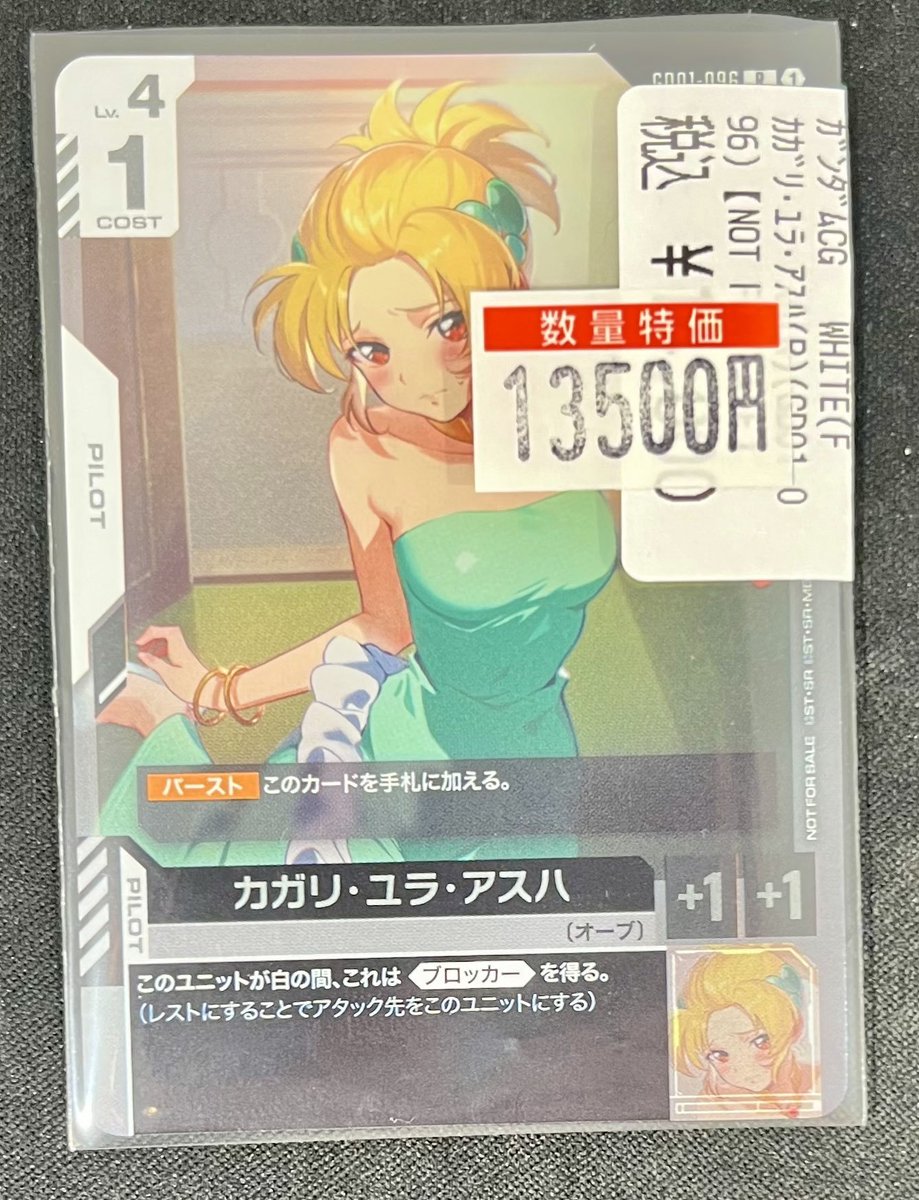 Lv. 4
1
COST
GD01-096 R 1
ガンダムCG WHITE(F
カガリ・ユラ・アスハ(R)(GD01-0
96)【NOT F
税込 ¥
数量特価
13500円
PILOT
バースト このカードを手札に加える。
NOT FOR SALE
PILOT
カガリ・ユラ・アスハ
+1 +1
〔オーブ〕
このユニットが白の間、これは ブロッカー を得る。
(レストにすることでアタック先をこのユニットにする)